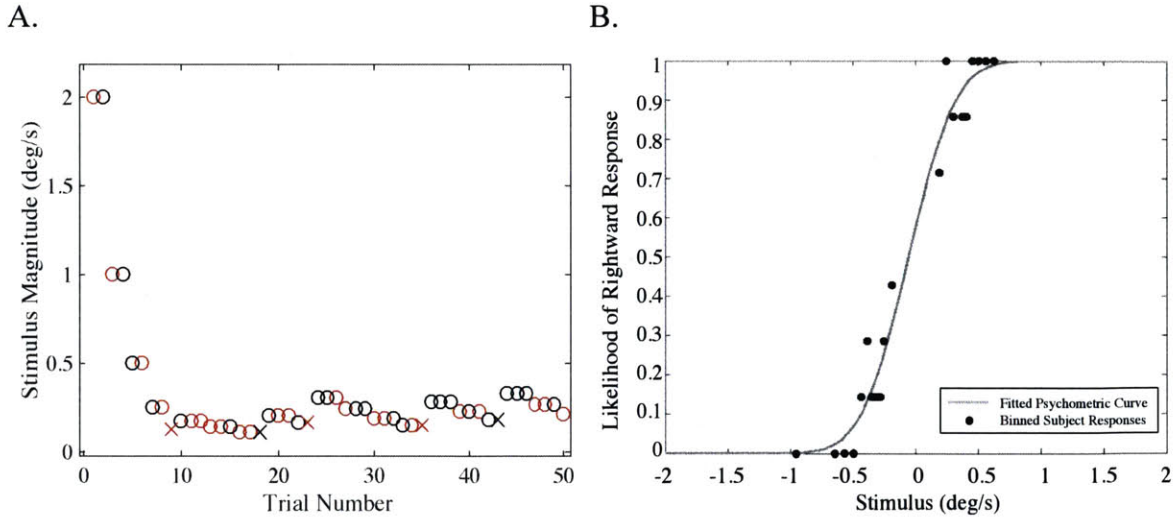 A.
Stimulus Magnitude (deg/s)
2
1.5
1
0.5
0
0 10 20 30 40 50
Trial Number
B.
Likelihood of Rightward Response
1
0.9
0.8
0.7
0.6
0.5
0.4
0.3
0.2
0.1
0
-2 -1.5 -1 -0.5 0 0.5 1 1.5 2
Stimulus (deg/s)
Fitted Psychometric Curve
Binned Subject Responses